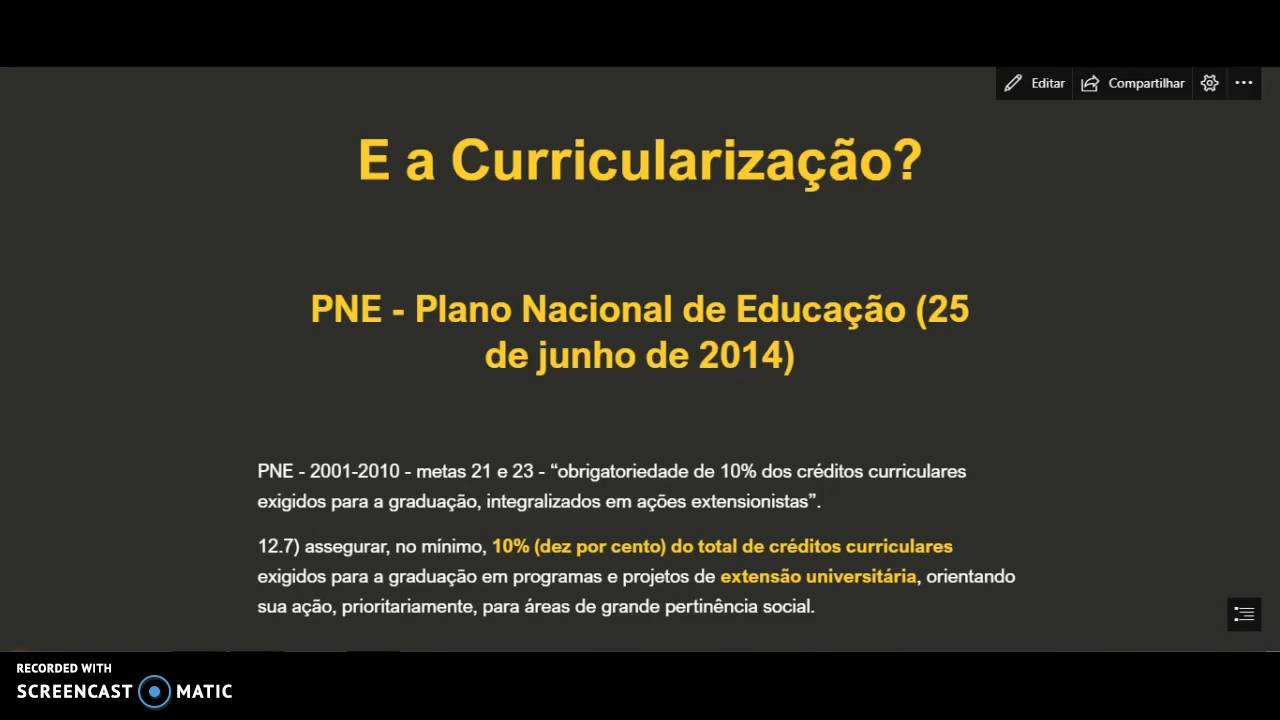 Editar
Compartilhar
E a Curricularização?
PNE - Plano Nacional de Educação (25
de junho de 2014)
PNE - 2001-2010 - metas 21 e 23 - “obrigatoriedade de 10% dos créditos curriculares
exigidos para a graduação, integralizados em ações extensionistas”.
12.7) assegurar, no mínimo, 10% (dez por cento) do total de créditos curriculares
exigidos para a graduação em programas e projetos de extensão universitária, orientando
sua ação, prioritariamente, para áreas de grande pertinência social.
RECORDED WITH
SCREENCAST MATIC